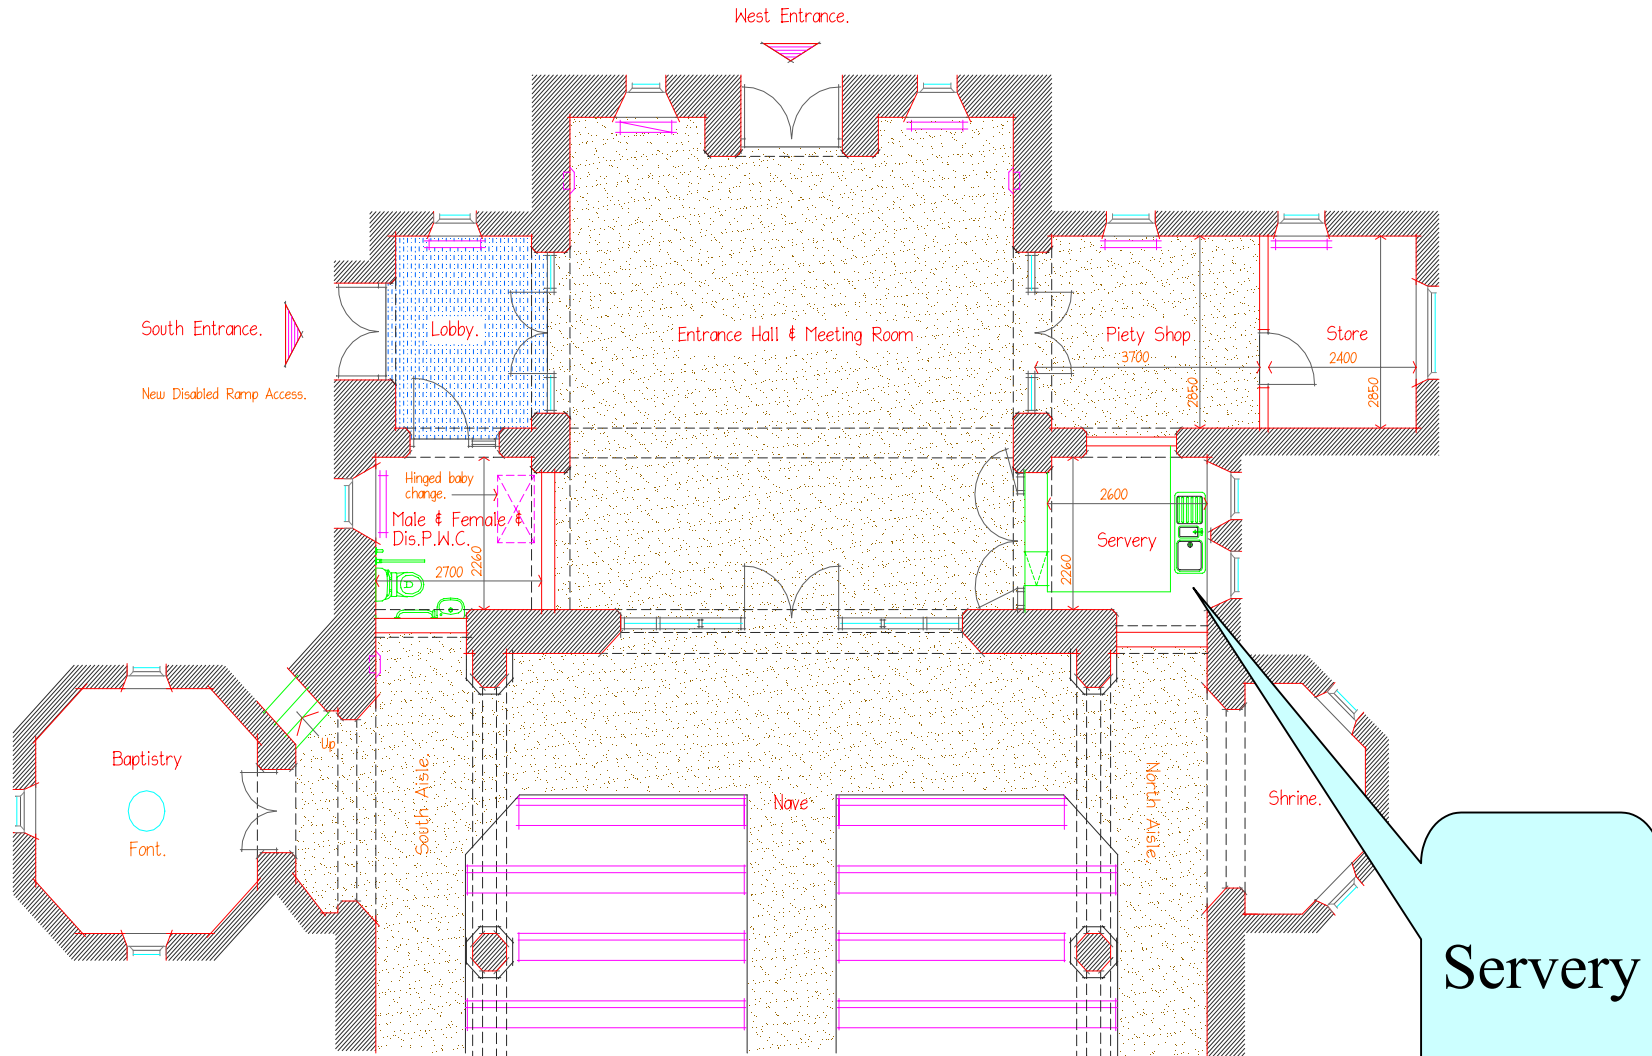 West Entrance.
South Entrance.
Lobby.
Entrance Hall & Meeting Room
Piety Shop
3700
2850
Store
2400
2850
New Disabled Ramp Access.
Hinged baby
change.
Male & Female &
Dis.P.W.C.
2700
2260
2600
Servery
2260
Up
Baptistry
Font.
South Aisle.
Nave
North Aisle.
Shrine.
Servery